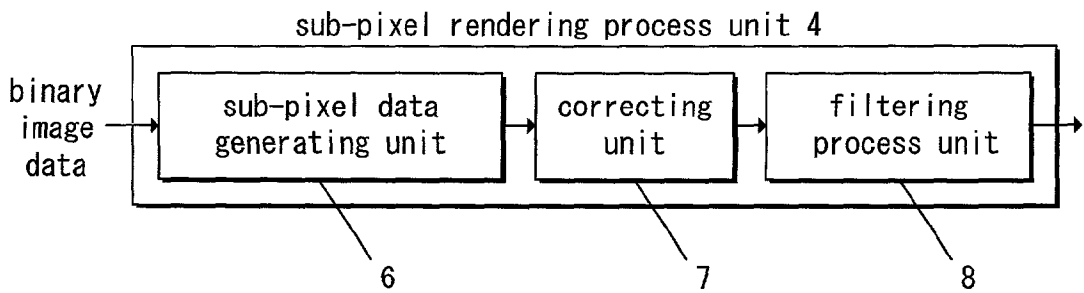 sub-pixel rendering process unit 4
binary
image
data
sub-pixel data
generating unit
correcting
unit
filtering
process unit
6
7
8